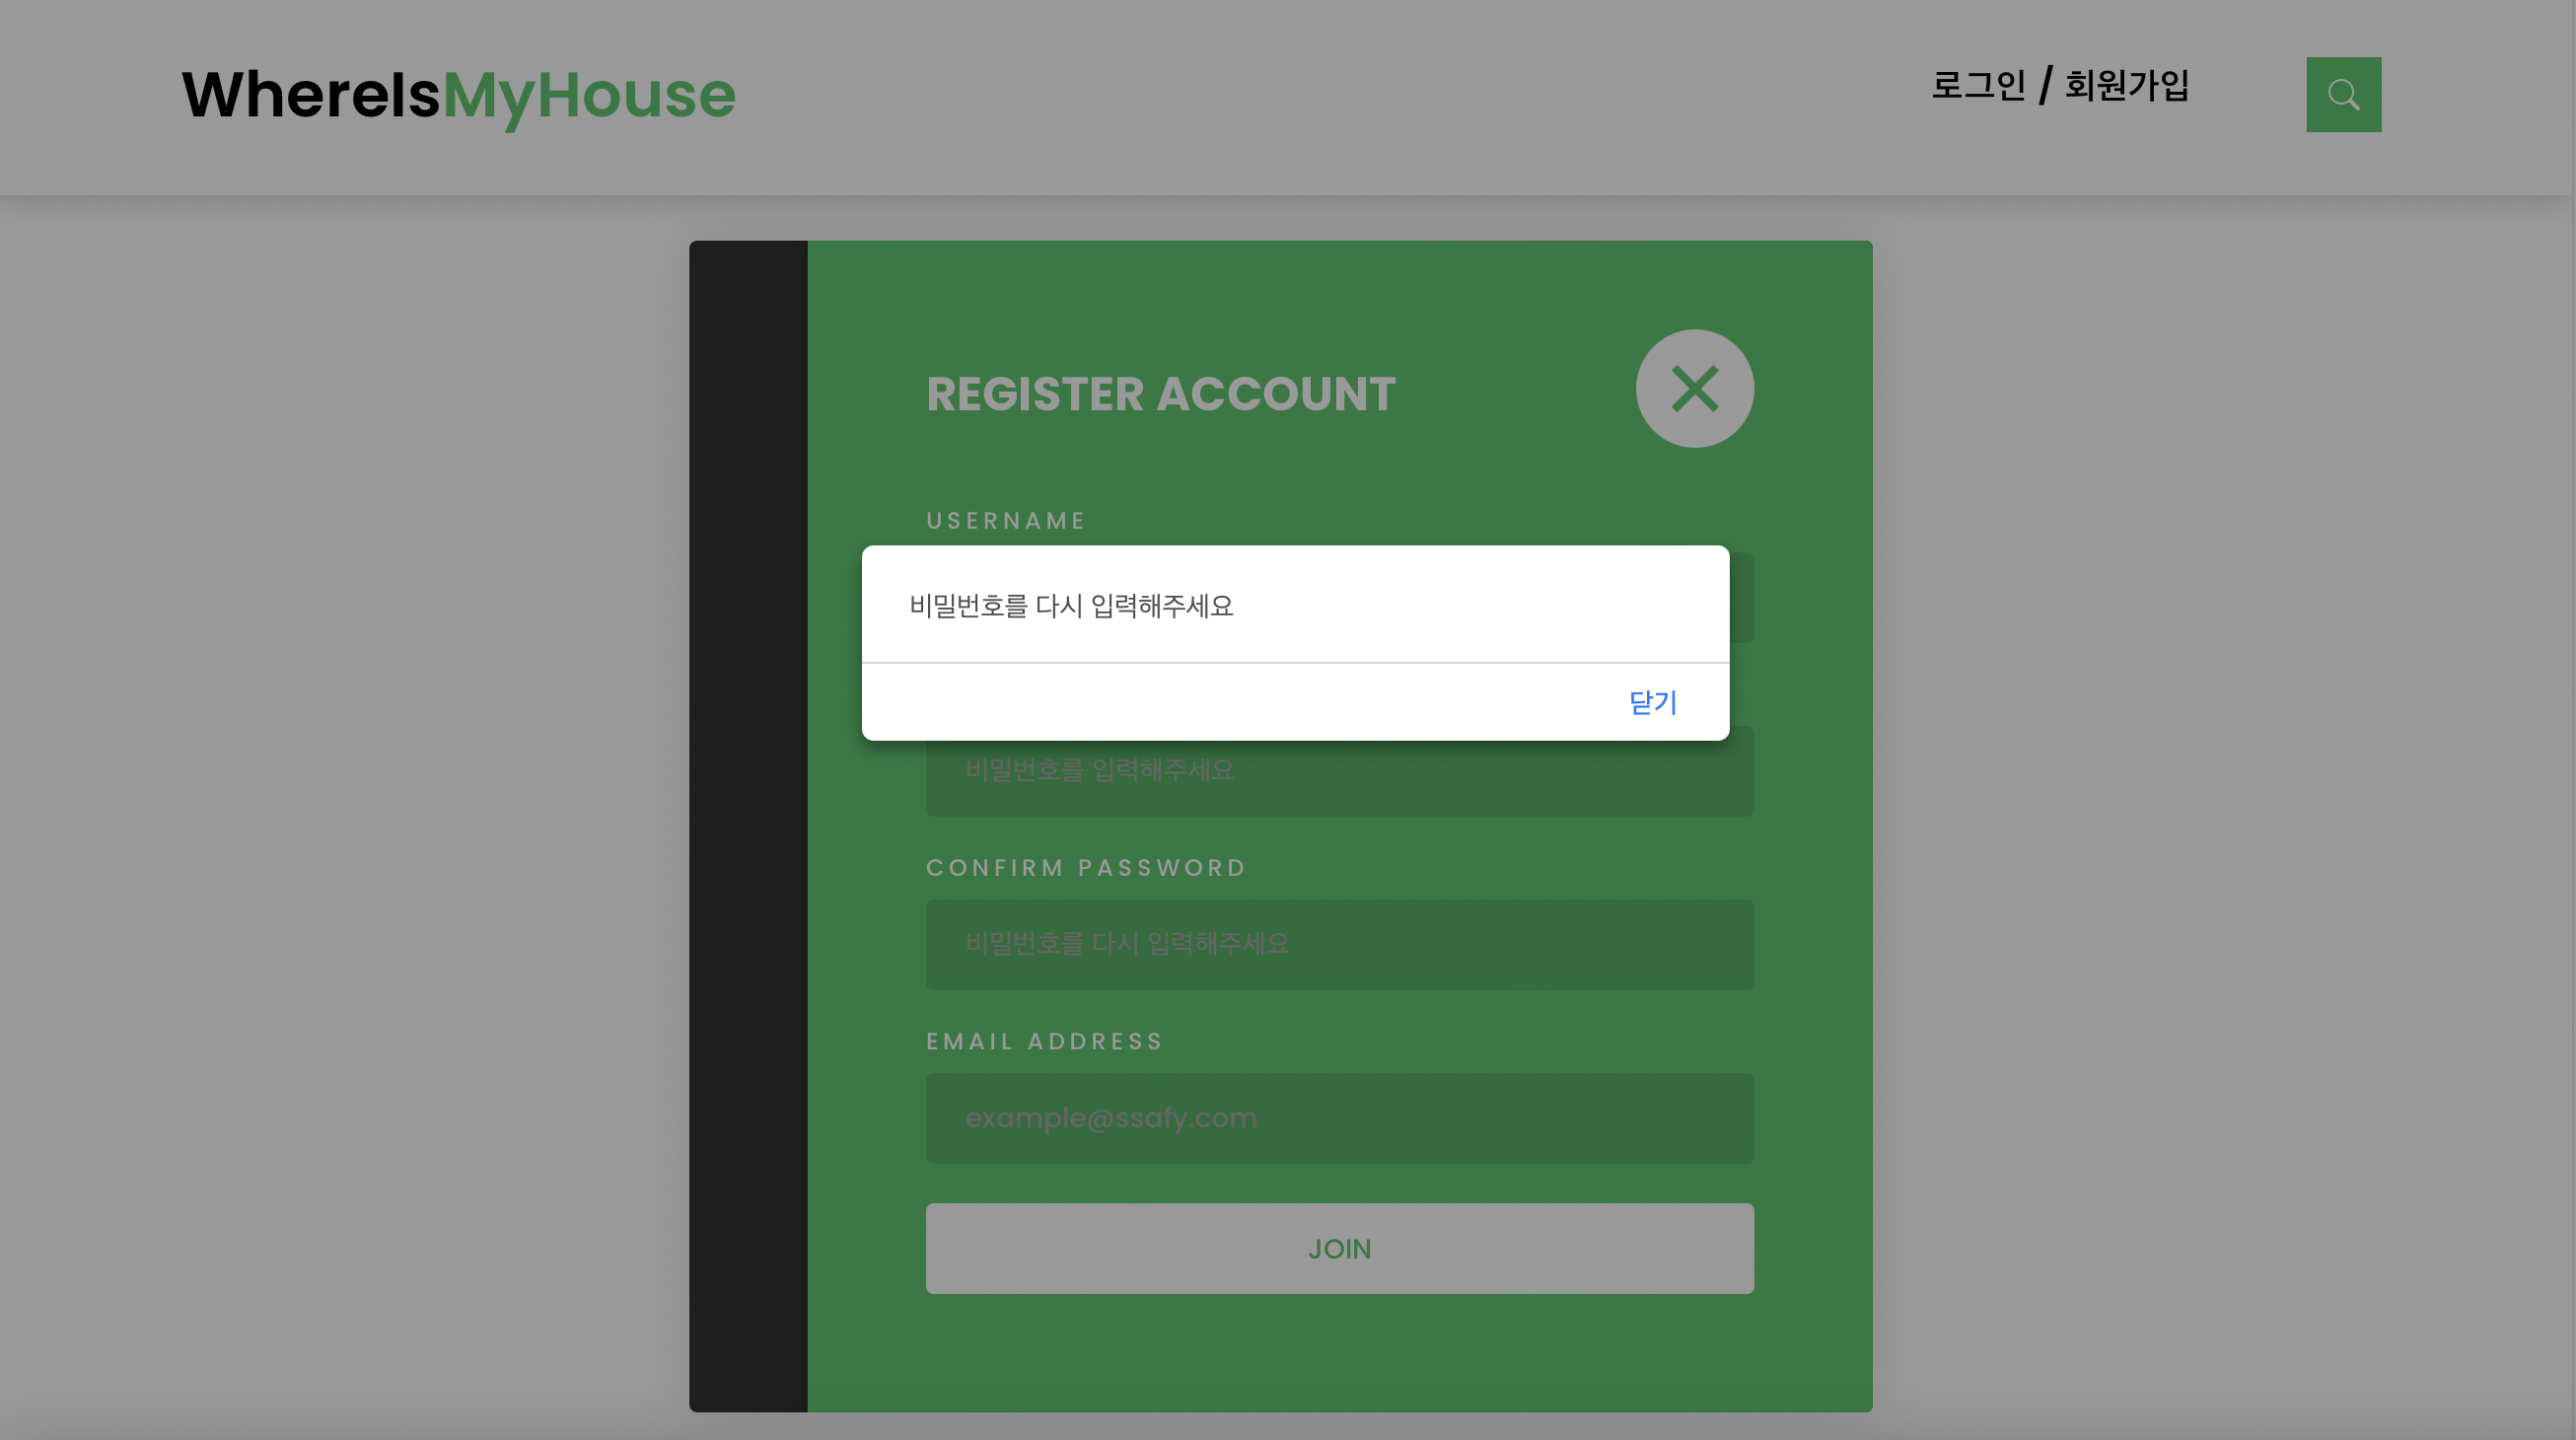 WhereIsMyHouse
로그인 / 회원가입
REGISTER ACCOUNT
USERNAME
비밀번호를 다시 입력해주세요
닫기
비밀번호를 입력해주세요
CONFIRM PASSWORD
비밀번호를 다시 입력해주세요
EMAIL ADDRESS
example@ssafy.com
JOIN